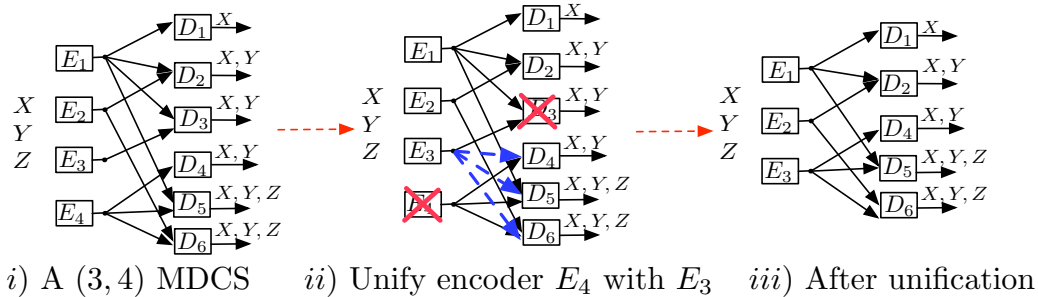 X
Y
Z
E₁
E₂
E₃
E₄
D₁ X
D₂ X, Y
D₃ X, Y
D₄ X, Y
D₅ X, Y, Z
D₆ X, Y, Z
i) A (3, 4) MDCS
X
Y
Z
E₁
E₂
E₃
E₄
D₁ X
D₂ X, Y
D₃ X, Y
D₄ X, Y
D₅ X, Y, Z
D₆ X, Y, Z
ii) Unify encoder E₄ with E₃
X
Y
Z
E₁
E₂
E₃
D₁ X
D₂ X, Y
D₄ X, Y
D₅ X, Y, Z
D₆ X, Y, Z
iii) After unification